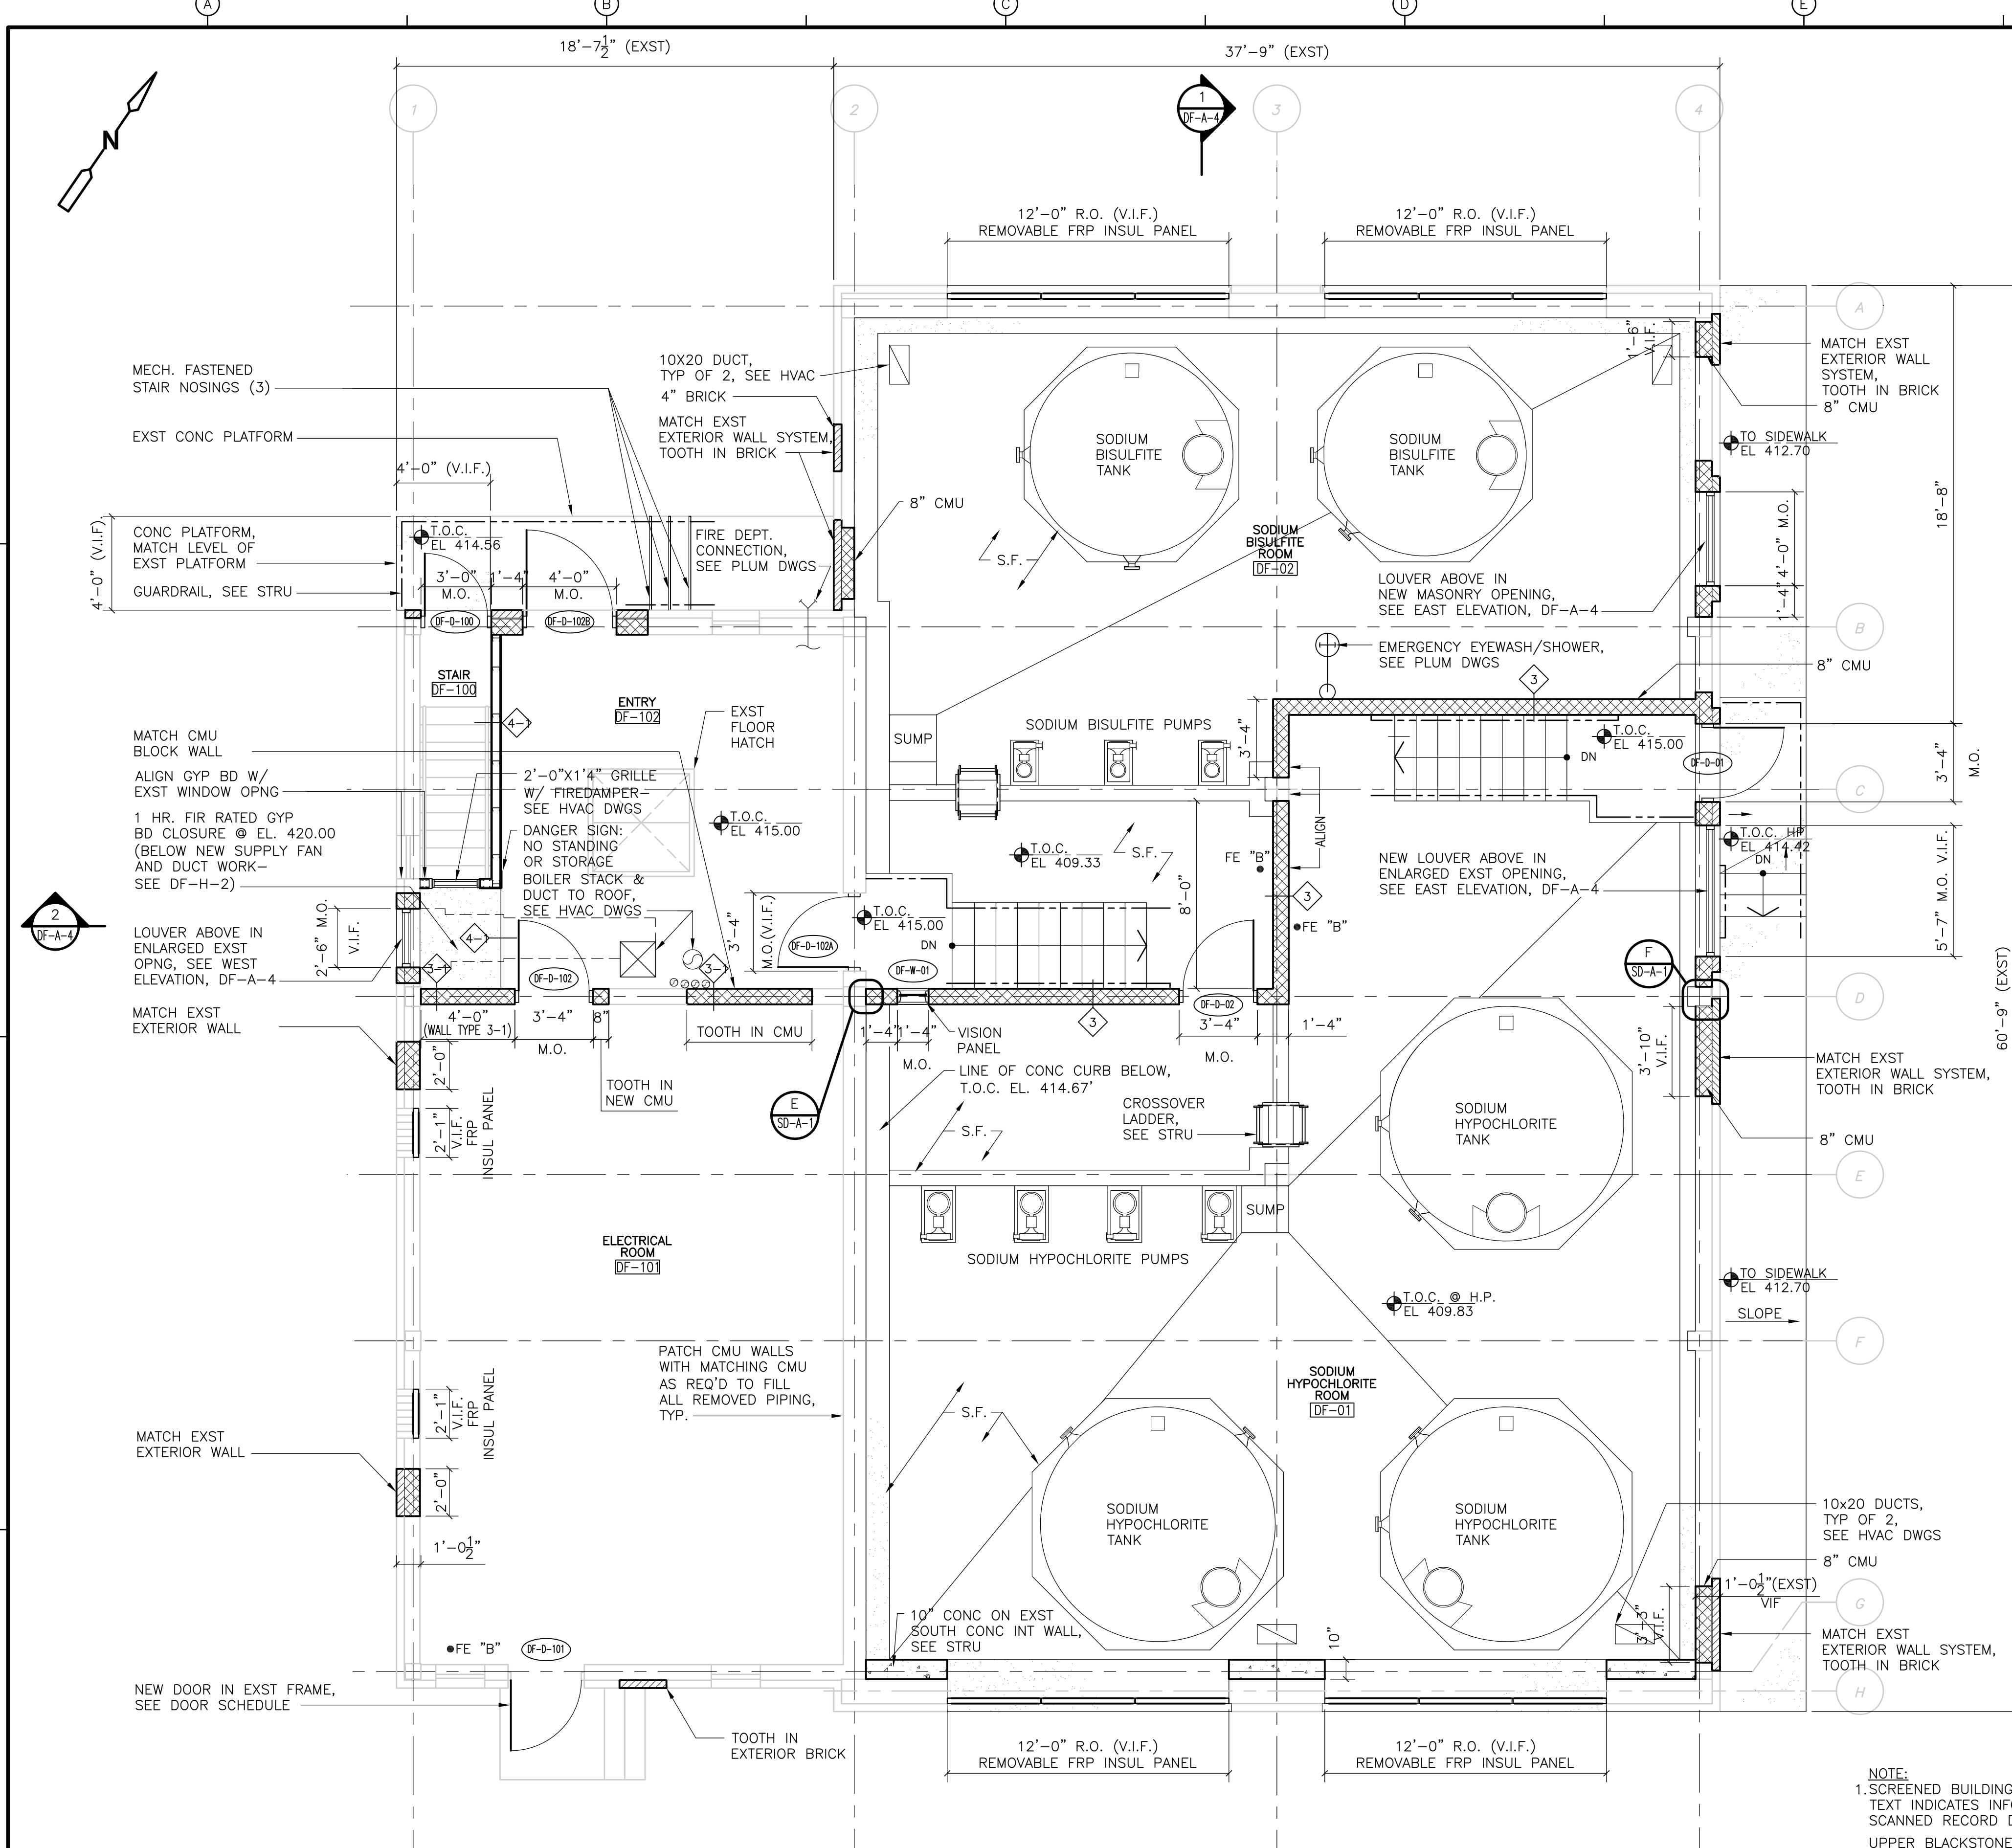 A
B
C
D
E
18'-7 1/2" (EXST)
37'-9" (EXST)
N
1
2
1
DF-A-4
3
4
12'-0" R.O. (V.I.F.)
REMOVABLE FRP INSUL PANEL
12'-0" R.O. (V.I.F.)
REMOVABLE FRP INSUL PANEL
A
1'-6"
V.I.F.
MATCH EXST
EXTERIOR WALL
SYSTEM,
TOOTH IN BRICK
8" CMU
TO SIDEWALK
EL 412.70
18'-8"
MECH. FASTENED
STAIR NOSINGS (3)
EXST CONC PLATFORM
10X20 DUCT,
TYP OF 2, SEE HVAC
4" BRICK
MATCH EXST
EXTERIOR WALL SYSTEM,
TOOTH IN BRICK
8" CMU
SODIUM
BISULFITE
TANK
SODIUM
BISULFITE
TANK
4'-0" (V.I.F.)
4'-0" (V.I.F).
CONC PLATFORM,
MATCH LEVEL OF
EXST PLATFORM
GUARDRAIL, SEE STRU
T.O.C.
EL 414.56
3'-0"
M.O.
1'-4"
4'-0"
M.O.
FIRE DEPT.
CONNECTION,
SEE PLUM DWGS
S.F.
SODIUM
BISULFITE
ROOM
DF-02
LOUVER ABOVE IN
NEW MASONRY OPENING,
SEE EAST ELEVATION, DF-A-4
4'-0" M.O.
1'-4"
DF-D-100
DF-D-102B
B
EMERGENCY EYEWASH/SHOWER,
SEE PLUM DWGS
8" CMU
STAIR
DF-100
ENTRY
DF-102
4-1
EXST
FLOOR
HATCH
SUMP
SODIUM BISULFITE PUMPS
3'-4"
3
T.O.C.
EL 415.00
DN
DF-D-01
3'-4"
M.O.
C
MATCH CMU
BLOCK WALL
ALIGN GYP BD W/
EXST WINDOW OPNG
1 HR. FIR RATED GYP
BD CLOSURE @ EL. 420.00
(BELOW NEW SUPPLY FAN
AND DUCT WORK-
SEE DF-H-2)
2'-0"X1'4" GRILLE
W/ FIREDAMPER-
SEE HVAC DWGS
DANGER SIGN:
NO STANDING
OR STORAGE
BOILER STACK &
DUCT TO ROOF,
SEE HVAC DWGS
T.O.C.
EL 415.00
T.O.C.
EL 409.33
S.F.
FE "B"
ALIGN
8'-0"
3
FE "B"
T.O.C. HP
EL 414.42
DN
NEW LOUVER ABOVE IN
ENLARGED EXST OPENING,
SEE EAST ELEVATION, DF-A-4
5'-7" M.O. V.I.F.
2
DF-A-4
2'-6" M.O.
V.I.F.
LOUVER ABOVE IN
ENLARGED EXST
OPNG, SEE WEST
ELEVATION, DF-A-4
4-1
3-1
DF-D-102
3-1
3'-4"
M.O.(V.I.F.)
DF-D-102A
T.O.C.
EL 415.00
DN
DF-W-01
DF-D-02
F
SD-A-1
D
60'-9" (EXST)
MATCH EXST
EXTERIOR WALL
4'-0"
(WALL TYPE 3-1)
3'-4"
M.O.
8"
TOOTH IN CMU
1'-4"
1'-4"
M.O.
VISION
PANEL
3
3'-4"
M.O.
1'-4"
3'-10"
V.I.F.
MATCH EXST
EXTERIOR WALL SYSTEM,
TOOTH IN BRICK
8" CMU
2'-0"
TOOTH IN
NEW CMU
LINE OF CONC CURB BELOW,
T.O.C. EL. 414.67'
E
SD-A-1
S.F.
CROSSOVER
LADDER,
SEE STRU
SODIUM
HYPOCHLORITE
TANK
2'-1"
V.I.F.
FRP
INSUL PANEL
E
SUMP
SODIUM HYPOCHLORITE PUMPS
ELECTRICAL
ROOM
DF-101
T.O.C. @ H.P.
EL 409.83
TO SIDEWALK
EL 412.70
SLOPE
F
PATCH CMU WALLS
WITH MATCHING CMU
AS REQ'D TO FILL
ALL REMOVED PIPING,
TYP.
SODIUM
HYPOCHLORITE
ROOM
DF-01
S.F.
2'-1"
V.I.F.
FRP
INSUL PANEL
MATCH EXST
EXTERIOR WALL
2'-0"
1'-0 1/2"
SODIUM
HYPOCHLORITE
TANK
SODIUM
HYPOCHLORITE
TANK
10x20 DUCTS,
TYP OF 2,
SEE HVAC DWGS
8" CMU
1'-0 1/2"(EXST)
VIF
G
3'-3"
V.I.F.
10" CONC ON EXST
SOUTH CONC INT WALL,
SEE STRU
10"
MATCH EXST
EXTERIOR WALL SYSTEM,
TOOTH IN BRICK
FE "B"
DF-D-101
H
NEW DOOR IN EXST FRAME,
SEE DOOR SCHEDULE
TOOTH IN
EXTERIOR BRICK
12'-0" R.O. (V.I.F.)
REMOVABLE FRP INSUL PANEL
12'-0" R.O. (V.I.F.)
REMOVABLE FRP INSUL PANEL
NOTE:
1. SCREENED BUILDING
TEXT INDICATES INF
SCANNED RECORD
UPPER BLACKSTONE